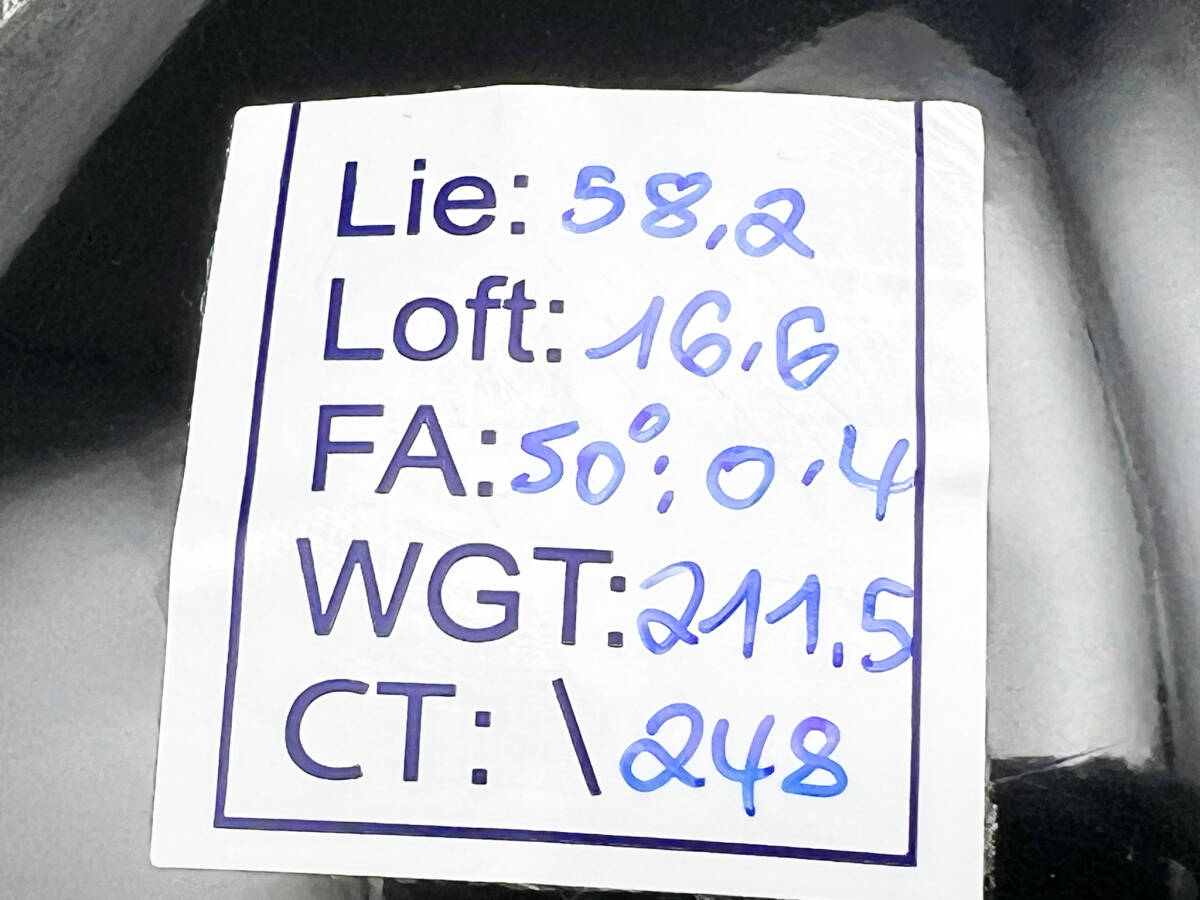 Lie: 58.2
Loft: 16.6
FA: 50°; 0.4
WGT: 211.5
CT: \ 248